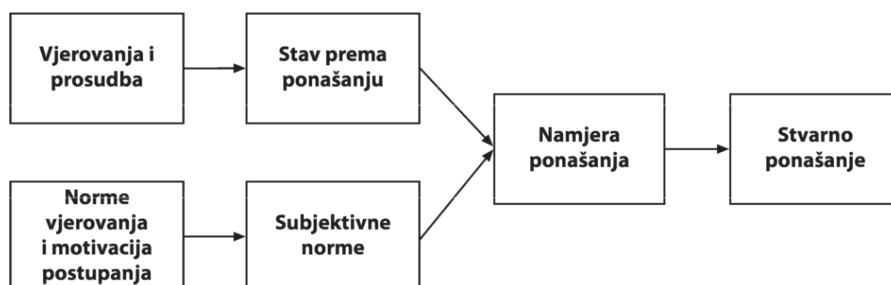 Vjerovanja i
prosudba
Stav prema
ponašanju
Namjera
ponašanja
Stvarno
ponašanje
Norme
vjerovanja
i motivacija
postupanja
Subjektivne
norme